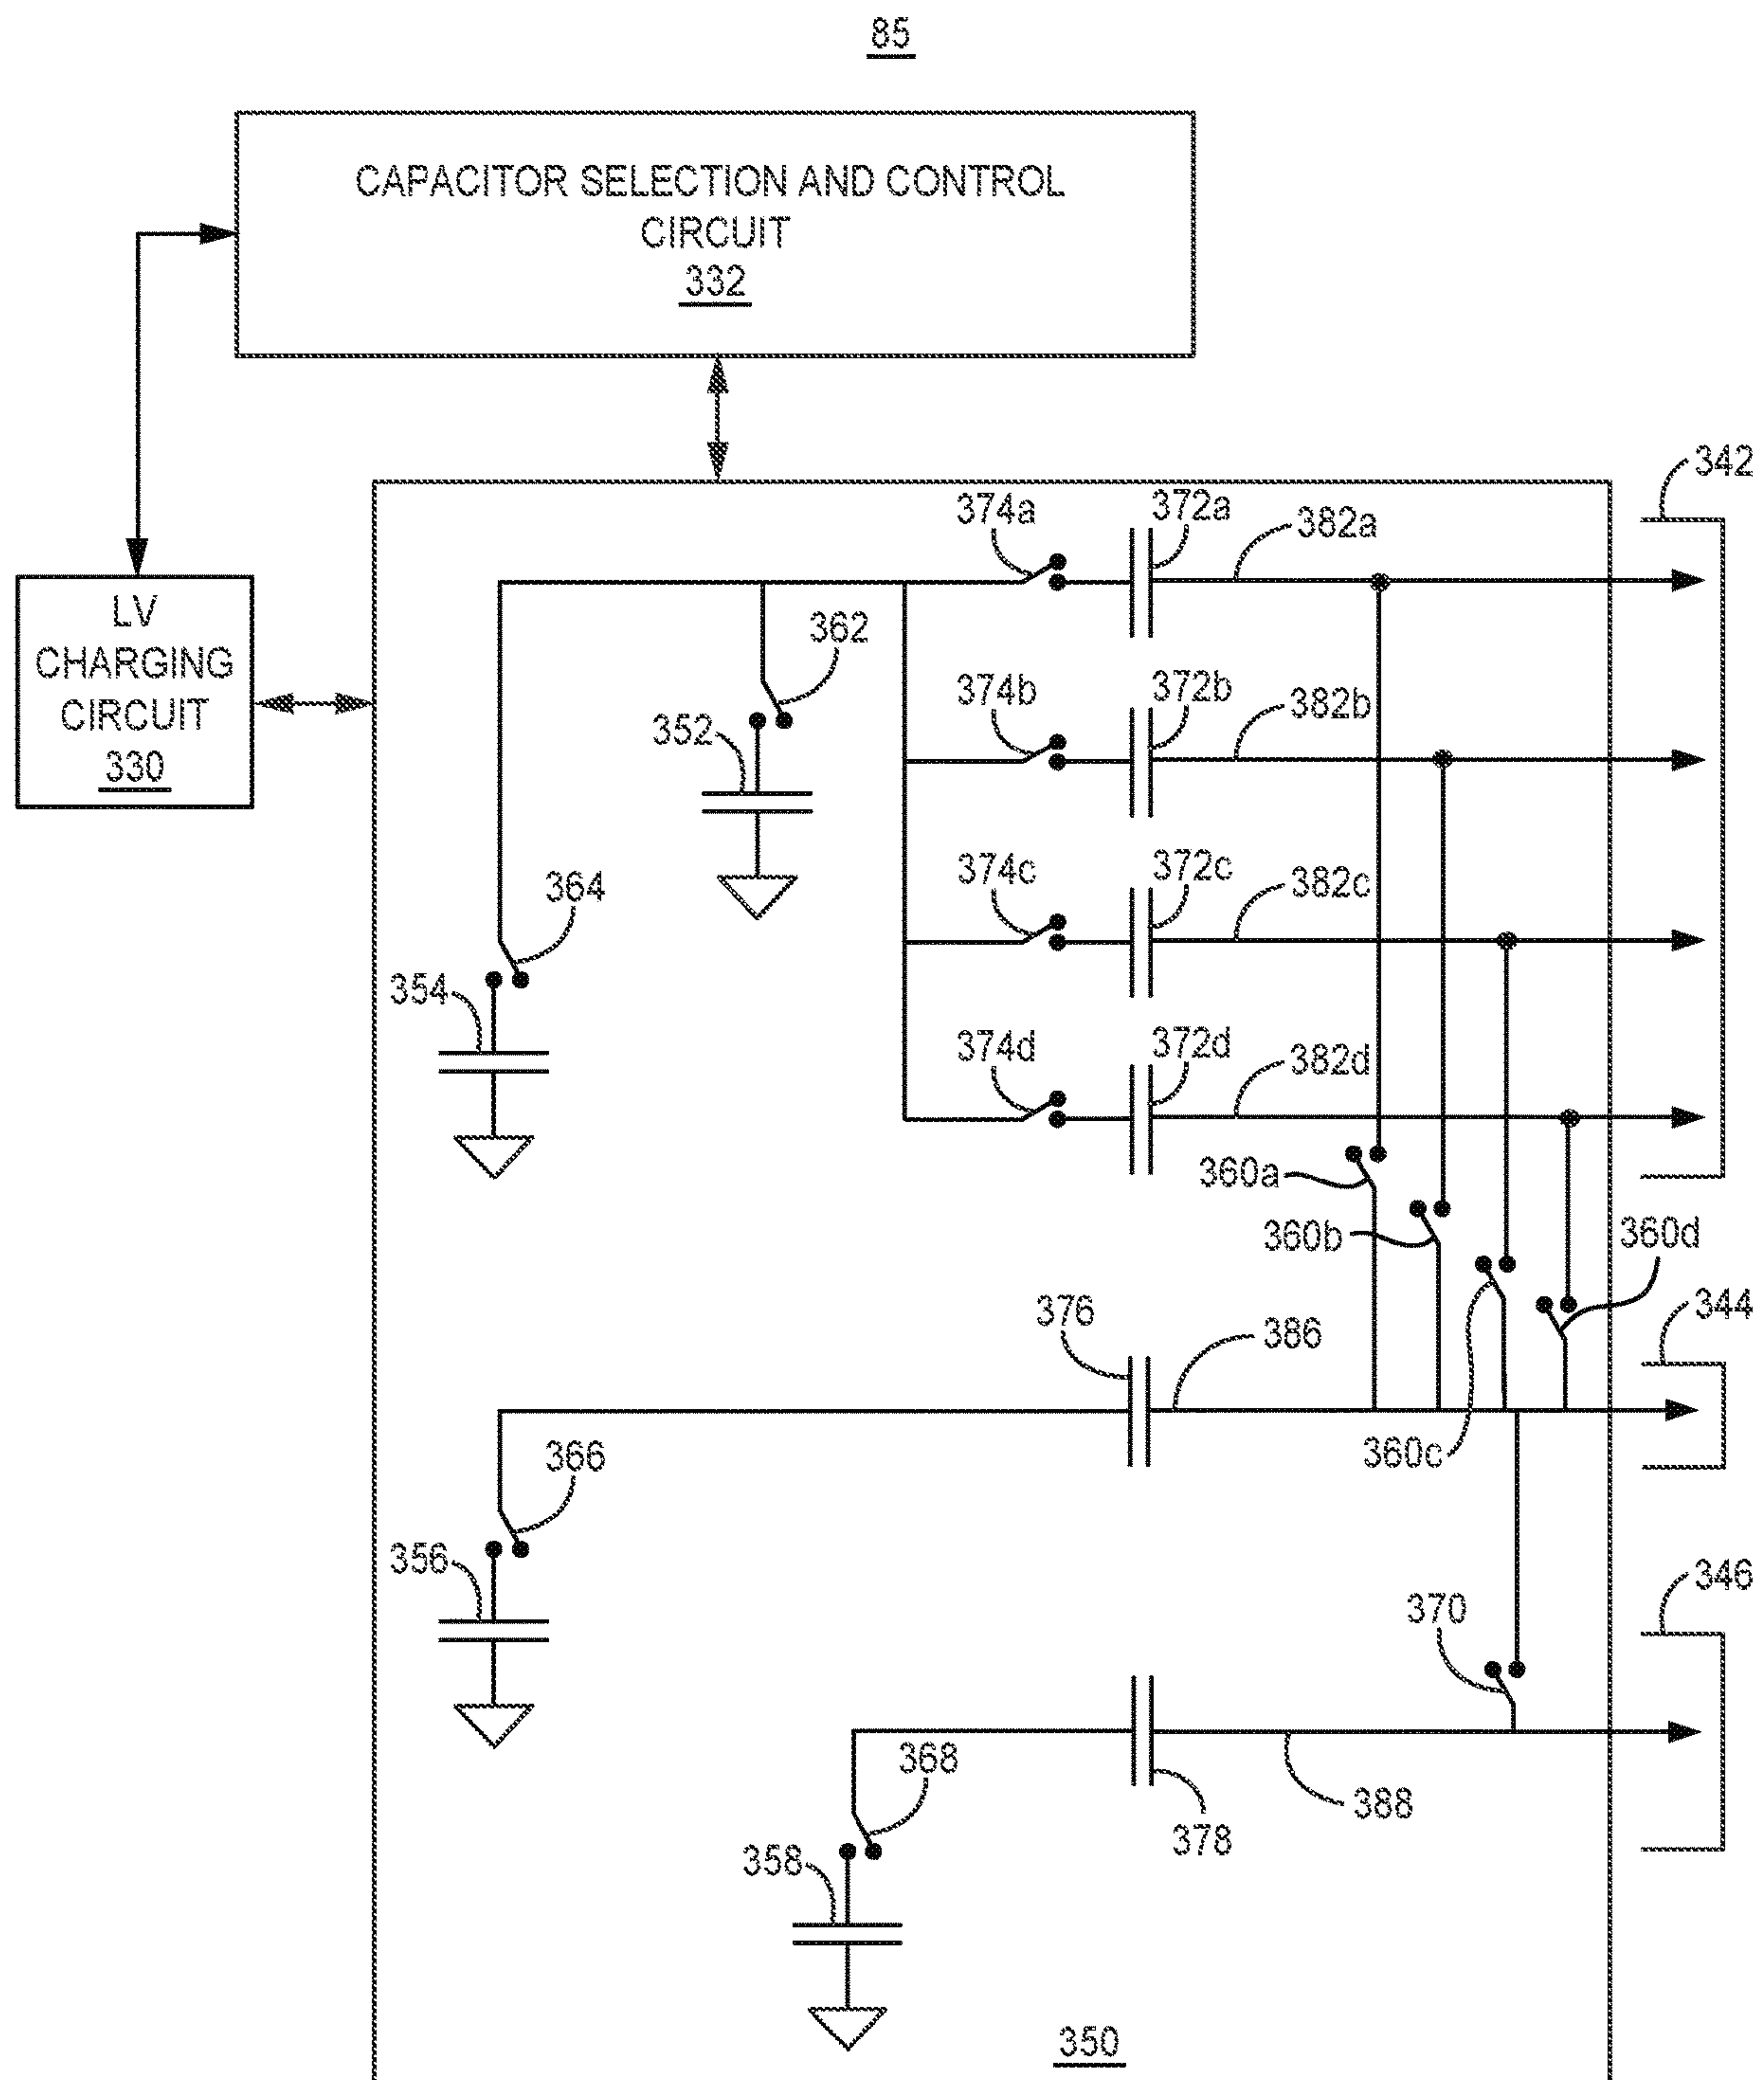 85
CAPACITOR SELECTION AND CONTROL
CIRCUIT
332
342
374a
372a
382a
LV
CHARGING
CIRCUIT
330
362
352
374b
372b
382b
364
354
374c
372c
382c
374d
372d
382d
360a
360b
360d
376
386
344
360c
366
356
370
346
368
358
378
388
350